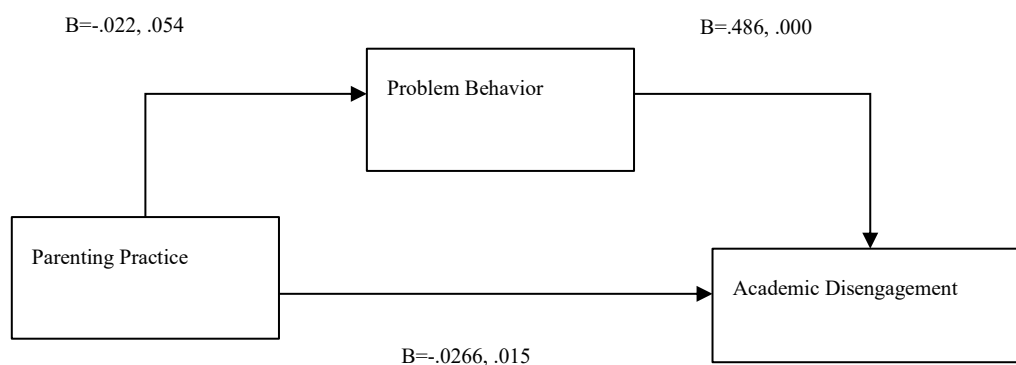 B=-.022, .054
B=.486, .000
Problem Behavior
Parenting Practice
Academic Disengagement
B=-.0266, .015